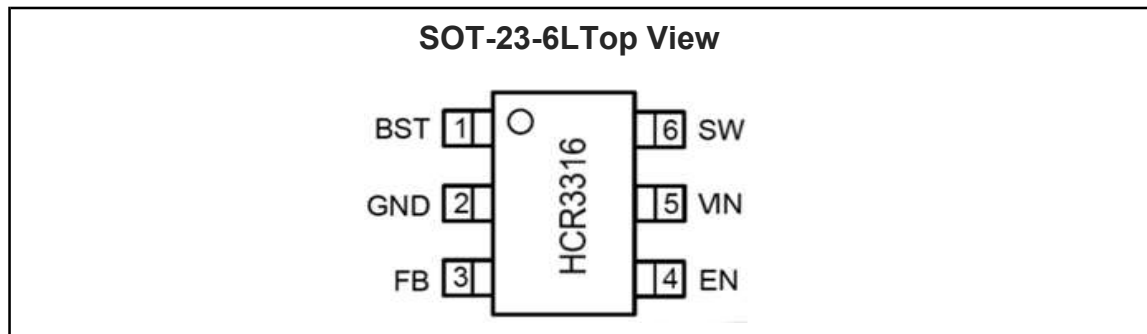 SOT-23-6LTop View
BST 1 6 SW
GND 2 5 VIN
FB 3 4 EN
HCR3316